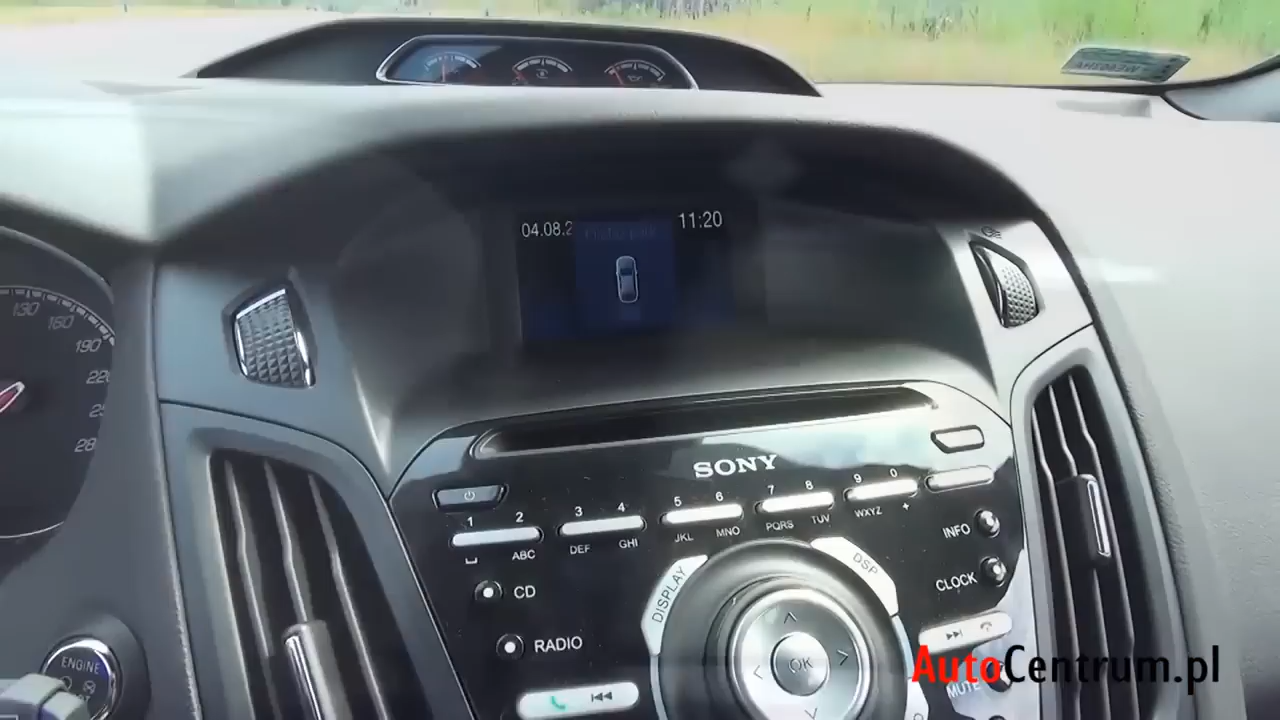 04.08.2
11:20
130
160
190
22
28
SONY
1 2 3 4 5 6 7 8 9 0
ABC DEF GHI JKL MNO PQRS TUV WXYZ +
INFO
CLOCK
CD
RADIO
DISPLAY
DSP
OK
MUTE
ENGINE
AutoCentrum.pl